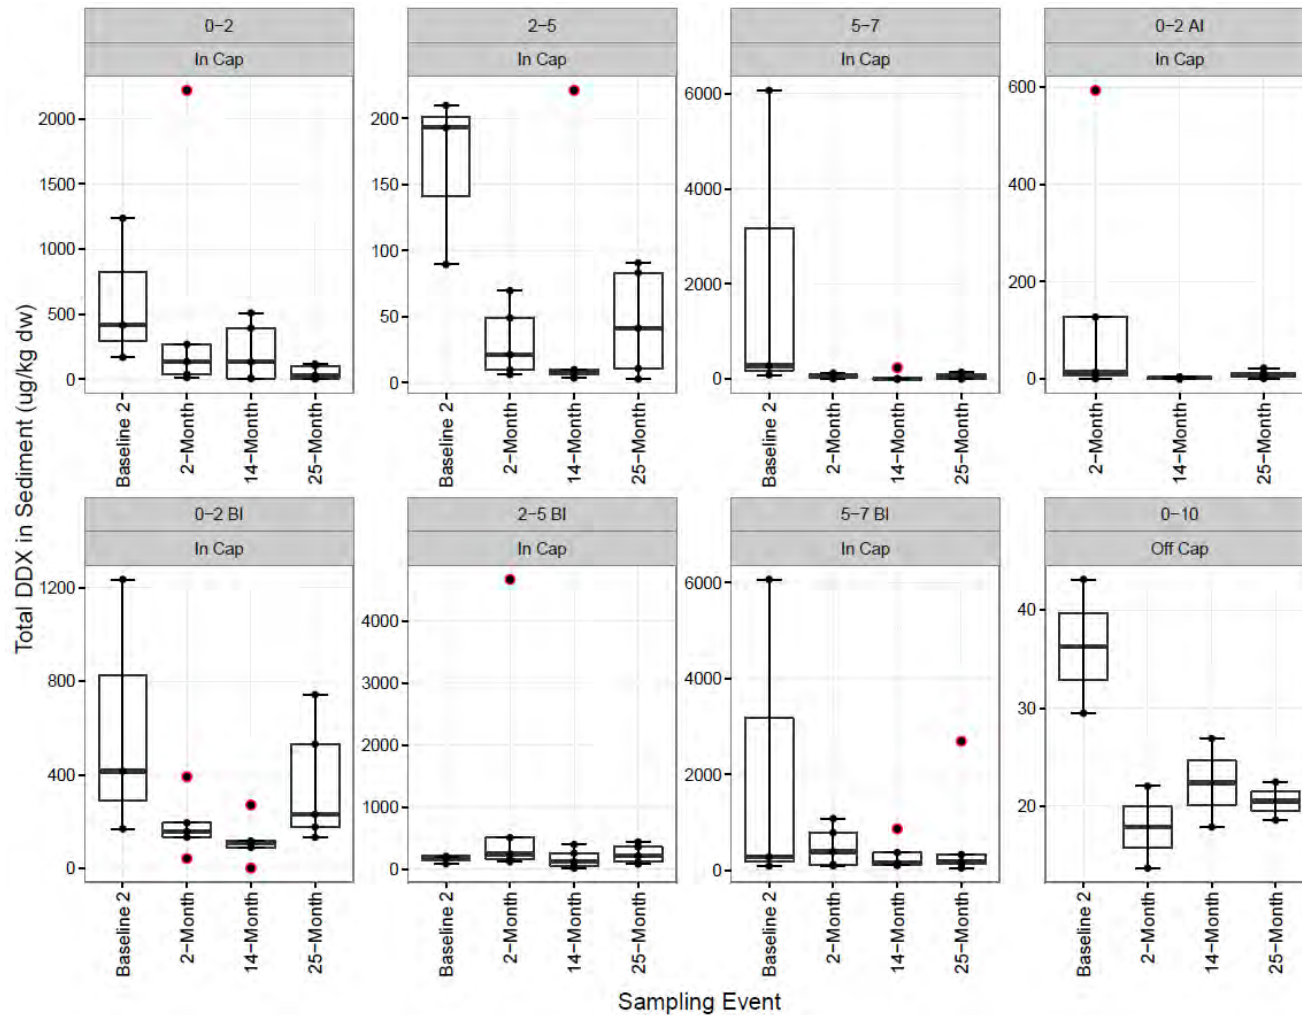 0−2
2−5
5−7
0−2 AI
In Cap
In Cap
In Cap
In Cap
2000
1500
1000
500
0
200
150
100
50
0
6000
4000
2000
0
600
400
200
0
Baseline 2
2−Month
14−Month
25−Month
Baseline 2
2−Month
14−Month
25−Month
Baseline 2
2−Month
14−Month
25−Month
2−Month
14−Month
25−Month
Total DDX in Sediment (ug/kg dw)
0−2 BI
2−5 BI
5−7 BI
0−10
In Cap
In Cap
In Cap
Off Cap
1200
800
400
0
4000
3000
2000
1000
0
6000
4000
2000
0
40
30
20
Baseline 2
2−Month
14−Month
25−Month
Baseline 2
2−Month
14−Month
25−Month
Baseline 2
2−Month
14−Month
25−Month
Baseline 2
2−Month
14−Month
25−Month
Sampling Event